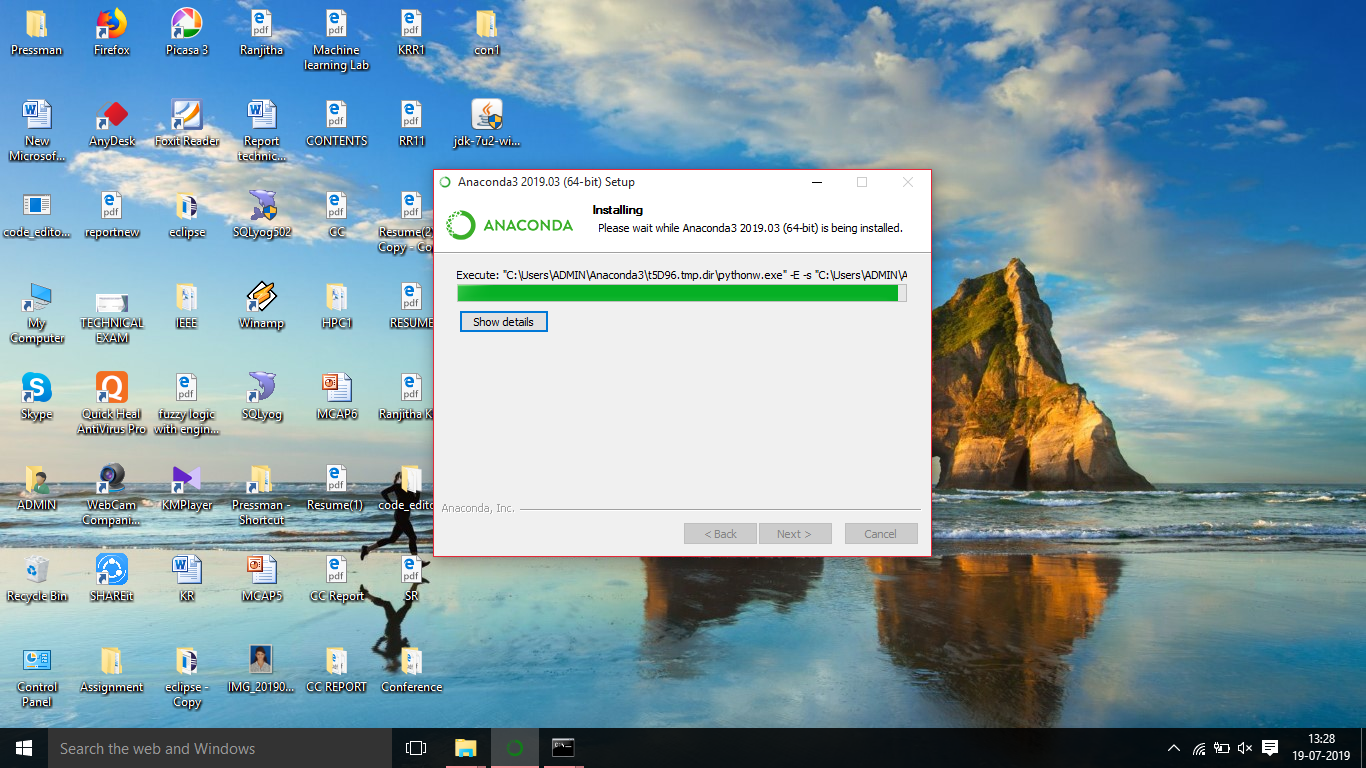 Pressman
Firefox
Picasa 3
Ranjitha
Machine
learning Lab
KRR1
con1
New
Microsof...
AnyDesk
Foxit Reader
Report
technic...
CONTENTS
RR11
jdk-7u2-wi...
code_edito...
reportnew
eclipse
SQLyog502
CC
Resume(2)
Copy - Co
My
Computer
TECHNICAL
EXAM
IEEE
Winamp
HPC1
RESUME
Skype
Quick Heal
AntiVirus Pro
fuzzy logic
with engin...
SQLyog
MCAP6
Ranjitha K
ADMIN
WebCam
Compani...
KMPlayer
Pressman -
Shortcut
Resume(1)
code_edito
Recycle Bin
SHAREit
KR
MCAP5
CC Report
SR
Control
Panel
Assignment
eclipse -
Copy
IMG_20190...
CC REPORT
Conference
Anaconda3 2019.03 (64-bit) Setup
ANACONDA
Installing
Please wait while Anaconda3 2019.03 (64-bit) is being installed.
Execute: "C:\Users\ADMIN\Anaconda3\t5D96.tmp.dir\pythonw.exe" -E -s "C:\Users\ADMIN\A
Show details
Anaconda, Inc.
< Back
Next >
Cancel
Search the web and Windows
13:28
19-07-2019